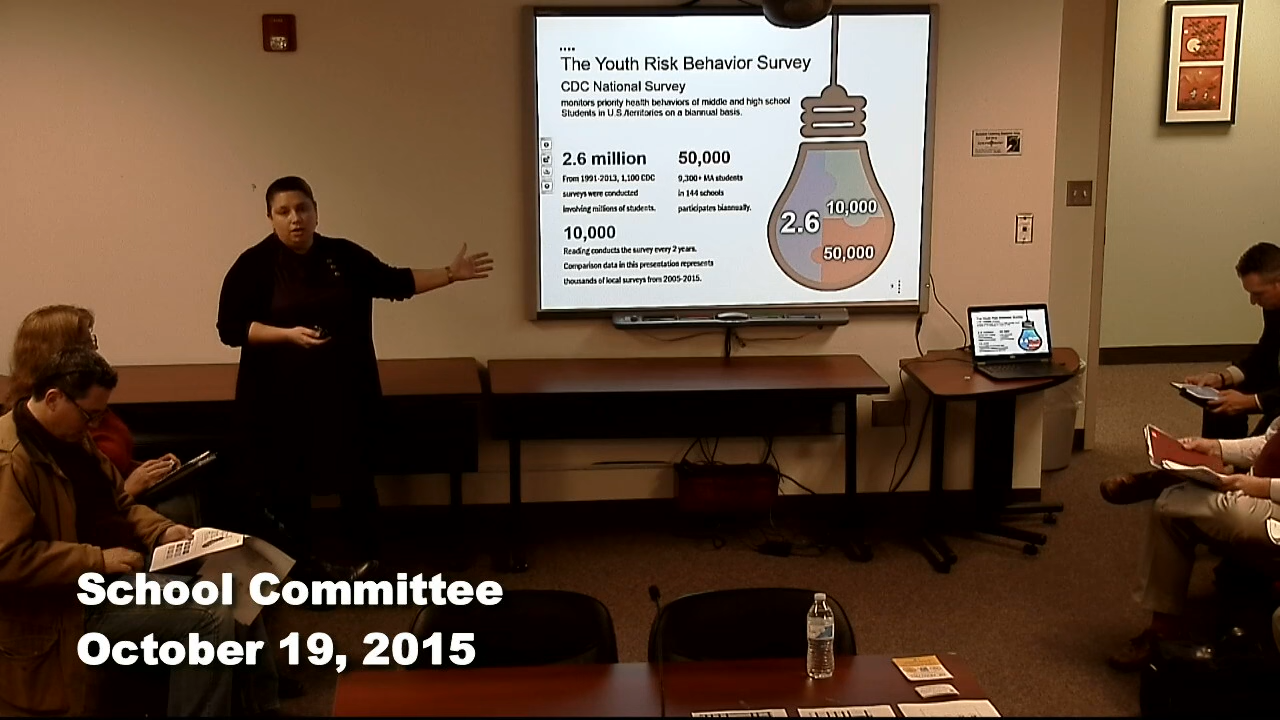 The Youth Risk Behavior Survey
CDC National Survey
monitors priority health behaviors of middle and high school
Students in U.S./territories on a biannual basis.
2.6 million
From 1991-2013, 1,100 CDC
surveys were conducted
involving millions of students.
50,000
9,300+ MA students
in 144 schools
participates biannually.
10,000
Reading conducts the survey every 2 years.
Comparison data in this presentation represents
thousands of local surveys from 2005-2015.
2.6
10,000
50,000
School Committee
October 19, 2015